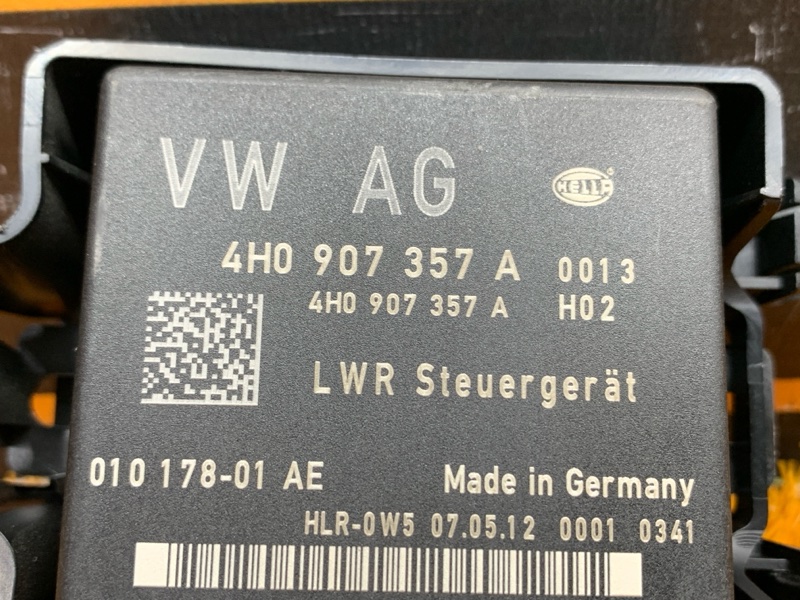 VW AG HELLA
4H0 907 357 A 0013
4H0 907 357 A H02
LWR Steuergerät
010 178-01 AE Made in Germany
HLR-0W5 07.05.12 0001 0341